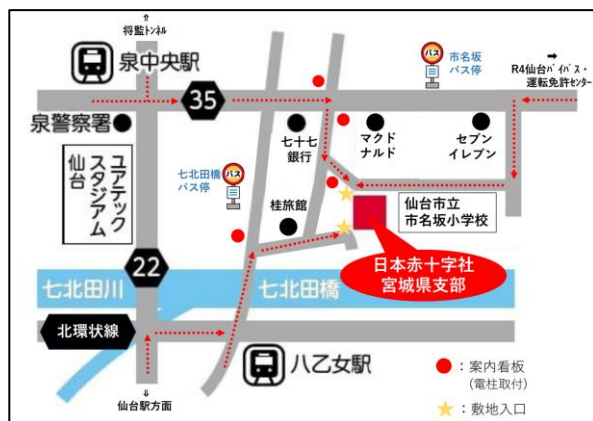 ⇧
将監トンネル
泉中央駅
バス
市名坂
バス停
⇒
R4仙台バイパス・
運転免許センター
35
泉警察署
七十七
銀行
マクド
ナルド
セブン
イレブン
ユアテック
スタジアム
仙台
七北田橋
バス停
バス
桂旅館
仙台市立
市名坂小学校
22
日本赤十字社
宮城県支部
七北田川
七北田橋
北環状線
八乙女駅
⇩
仙台駅方面
:案内看板
(電柱取付)
:敷地入口